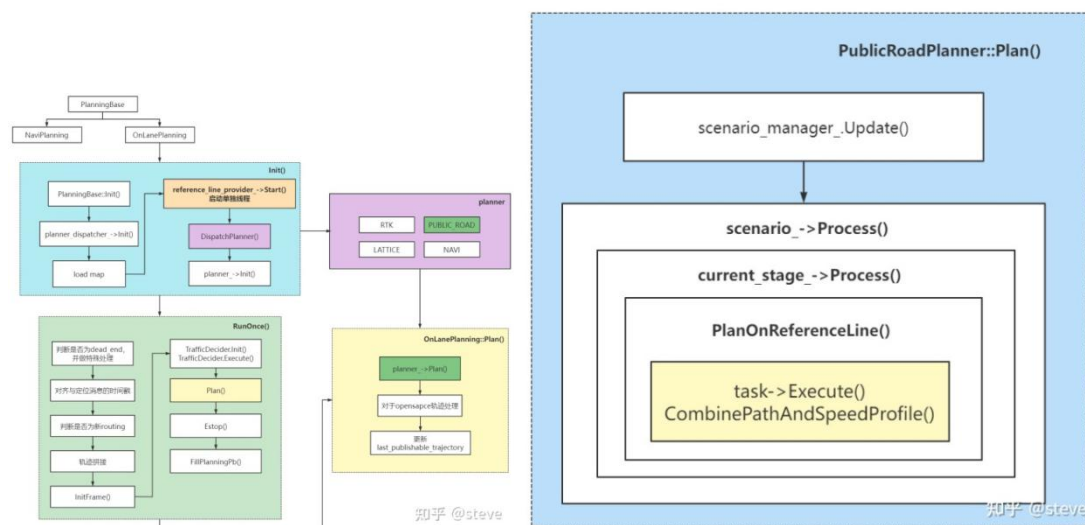 PlanningBase
NaviPlanning
OnLanePlanning
Init()
PlanningBase::Init()
planner_dispatcher_->Init()
load map
reference_line_provider_->Start()
启动单独线程
DispatchPlanner()
planner_->Init()
planner
RTK
PUBLIC_ROAD
LATTICE
NAVI
RunOnce()
判断是否为dead_end,
并做特殊处理
对齐与定位消息的时间戳
判断是否为新routing
轨迹拼接
InitFrame()
TrafficDecider.Init()
TrafficDecider.Execute()
Plan()
Estop()
FillPlanningPb()
OnLanePlanning::Plan()
planner_->Plan()
对于opensapce轨迹处理
更新
last_publishable_trajectory
知乎 @steve
PublicRoadPlanner::Plan()
scenario_manager_.Update()
scenario_->Process()
current_stage_->Process()
PlanOnReferenceLine()
task->Execute()
CombinePathAndSpeedProfile()
知乎 @steve